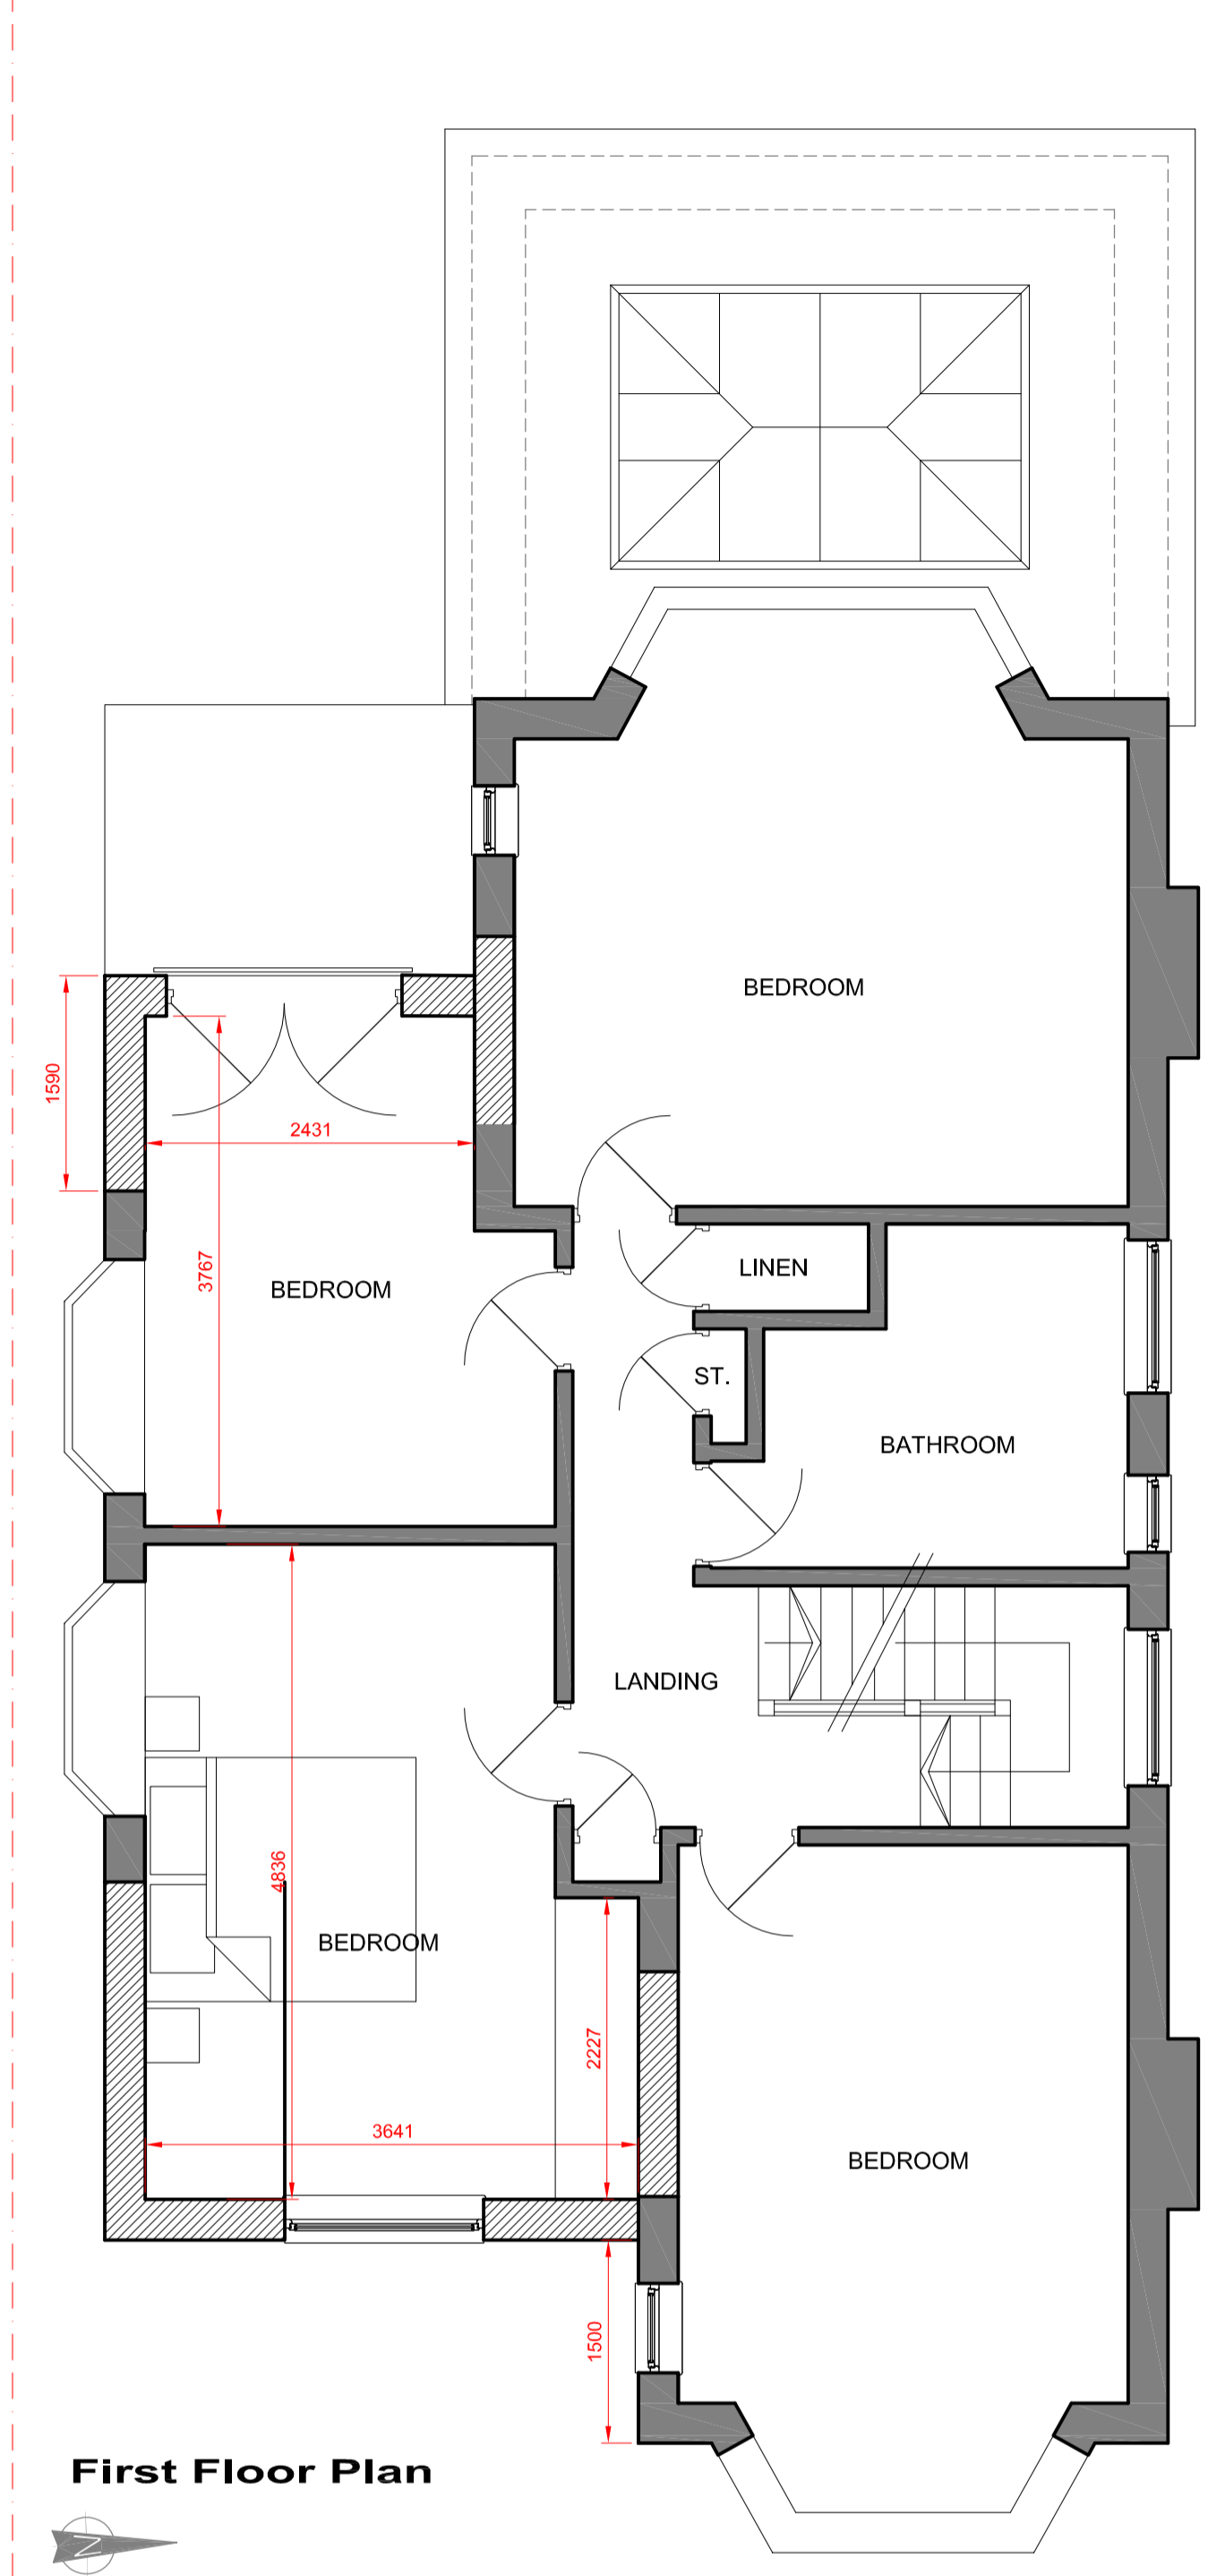 BEDROOM
1590
2431
3767
BEDROOM
LINEN
ST.
BATHROOM
LANDING
4836
BEDROOM
2227
3641
BEDROOM
1500
First Floor Plan
N